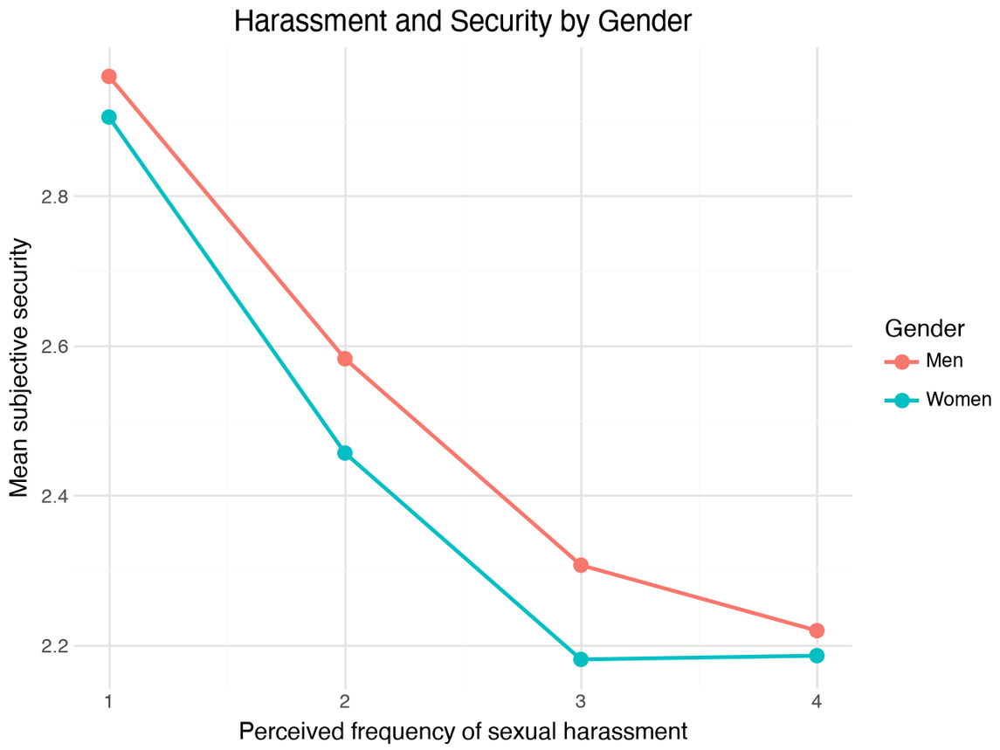 Harassment and Security by Gender
Mean subjective security
2.8
2.6
2.4
2.2
1 2 3 4
Perceived frequency of sexual harassment
Gender
Men
Women